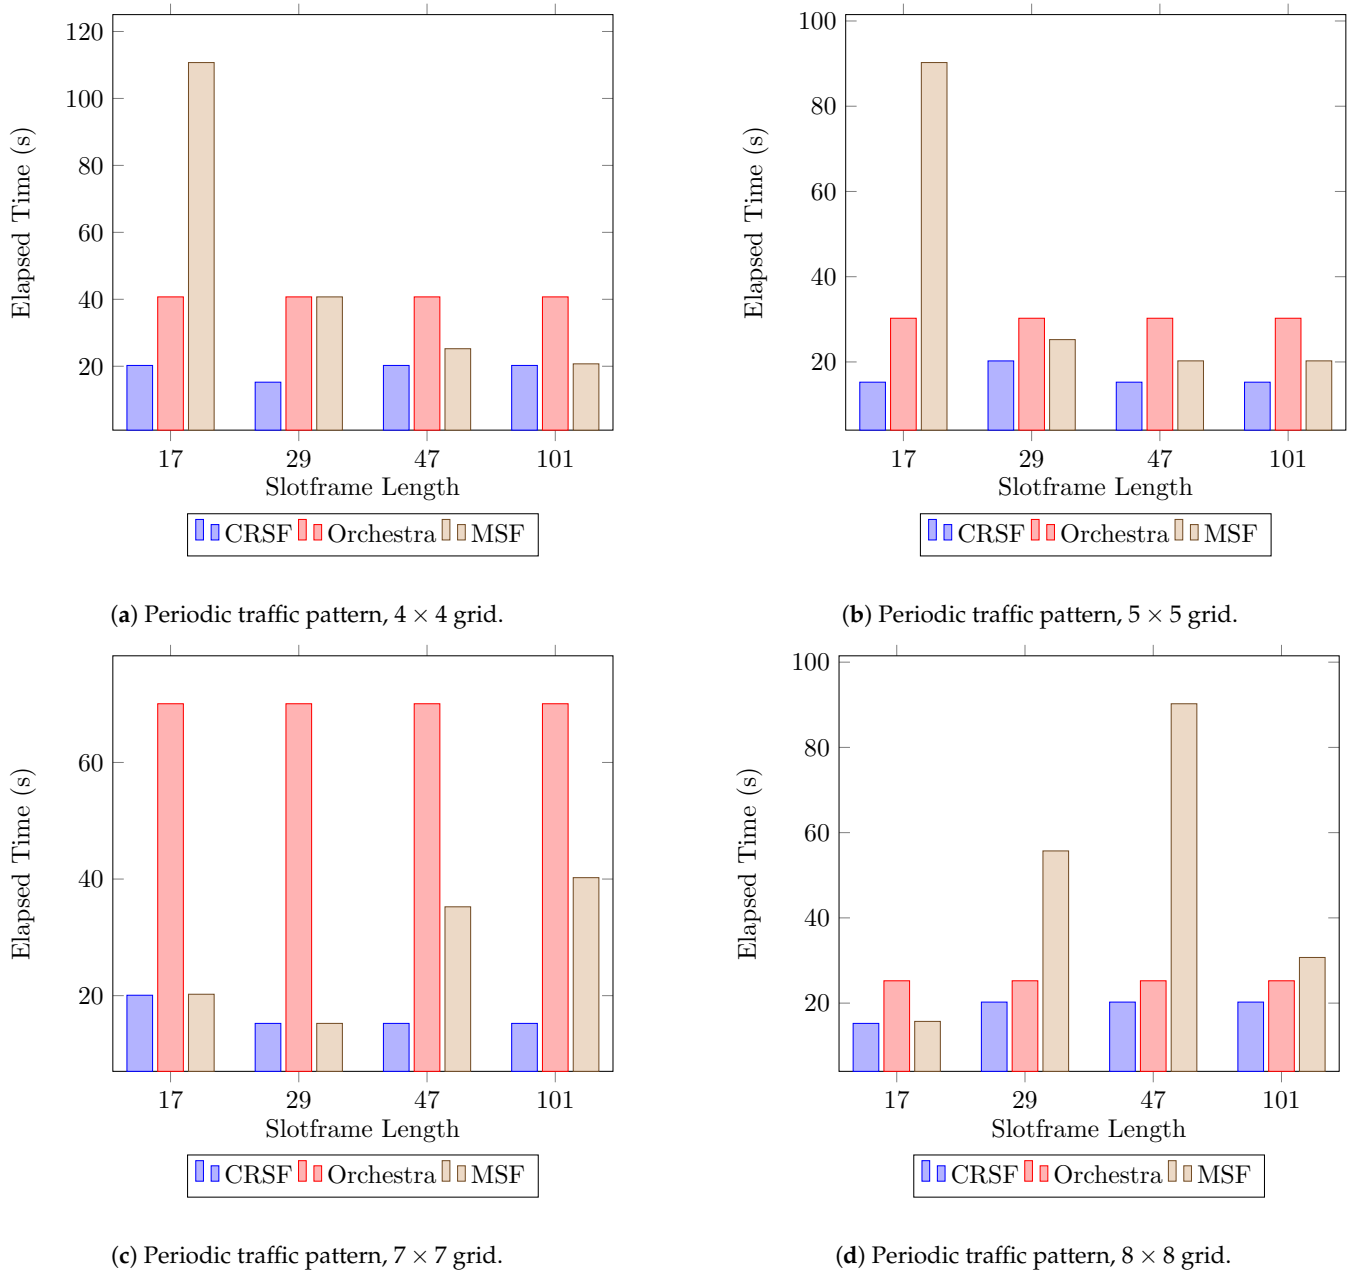 120
100
80
60
40
20
Elapsed Time (s)
17 29 47 101
Slotframe Length
CRSF Orchestra MSF
(a) Periodic traffic pattern, 4 × 4 grid.
100
80
60
40
20
Elapsed Time (s)
17 29 47 101
Slotframe Length
CRSF Orchestra MSF
(b) Periodic traffic pattern, 5 × 5 grid.
60
40
20
Elapsed Time (s)
17 29 47 101
Slotframe Length
CRSF Orchestra MSF
(c) Periodic traffic pattern, 7 × 7 grid.
100
80
60
40
20
Elapsed Time (s)
17 29 47 101
Slotframe Length
CRSF Orchestra MSF
(d) Periodic traffic pattern, 8 × 8 grid.